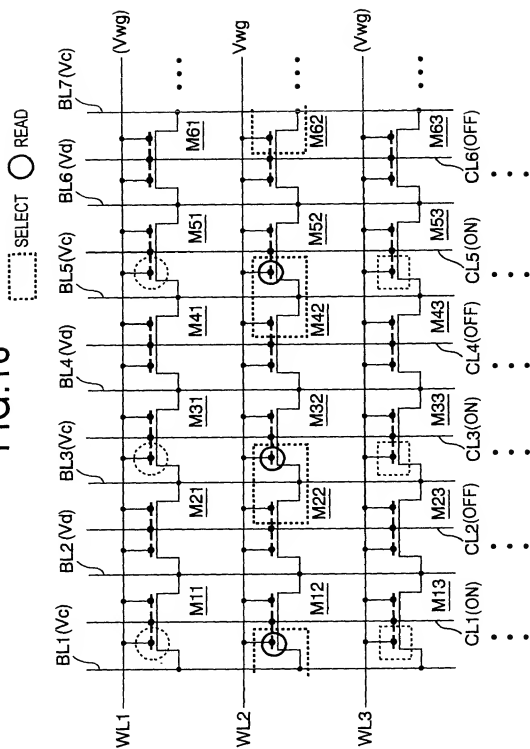 SELECT READ
BL1(Vc) BL2(Vd) BL3(Vc) BL4(Vd) BL5(Vc) BL6(Vd) BL7(Vc)
WL1 (Vwg)
M11 M21 M31 M41 M51 M61
WL2 Vwg
M12 M22 M32 M42 M52 M62
WL3 (Vwg)
M13 M23 M33 M43 M53 M63
CL1(ON) CL2(OFF) CL3(ON) CL4(OFF) CL5(ON) CL6(OFF)